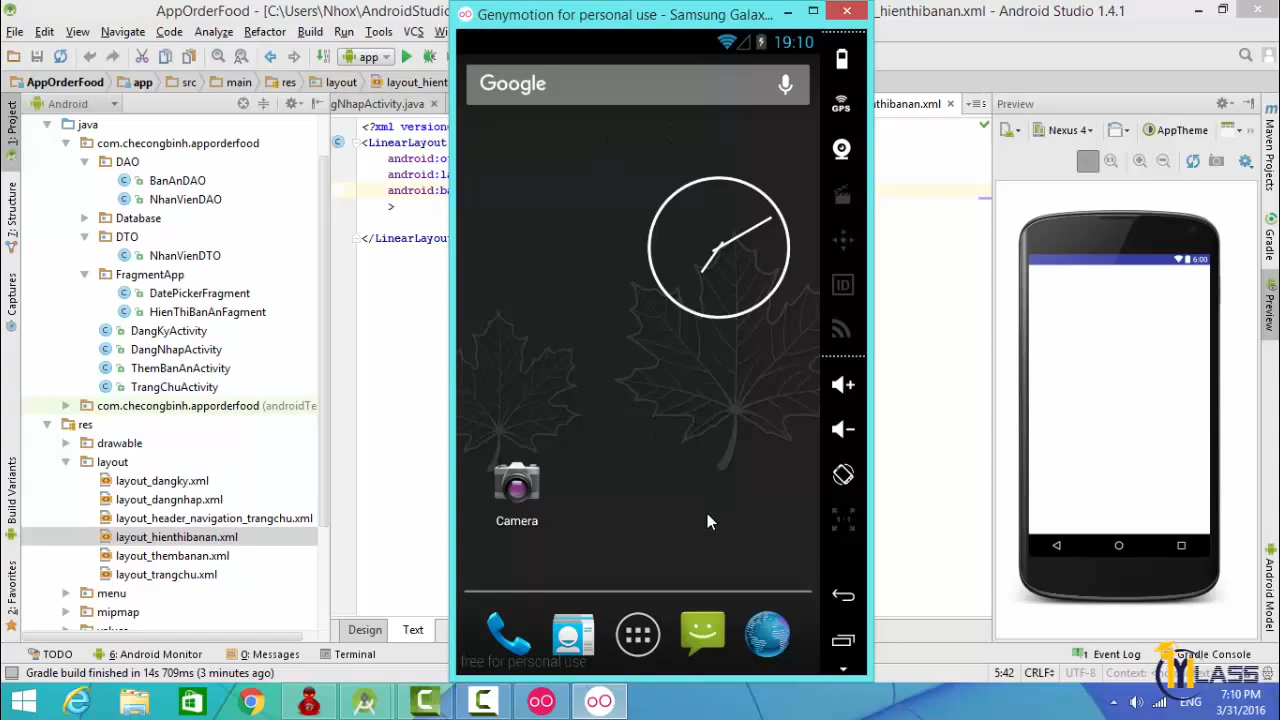 AppOrderFood - [C:\Users\Nhox\AndroidStudio
Genymotion for personal use - Samsung Galax...
_hienthibanan.xml - Android Studio 1.4.1
File Edit View Navigate Code Analyze Refactor Build Run Tools VCS
app
AppOrderFood app src main res layout layout_hient
Android
gNhapActivity.java
nthibanan.xml
Preview
Nexus 4
AppTheme
1: Project
Z: Structure
Captures
Build Variants
2: Favorites
java
com.checongbinh.apporderfood
DAO
BanAnDAO
NhanVienDAO
Database
DTO
NhanVienDTO
FragmentApp
DatePickerFragment
HienThiBanAnFagment
DangKyActivity
DangNhapActivity
ThemBanAnActivity
TrangChuActivity
com.checongbinh.apporderfood (androidTe
res
drawable
layout
layout_dangky.xml
layout_dangnhap.xml
layout_header_navigation_trangchu.xml
layout_hienthibanan.xml
layout_thembanan.xml
layout_trangchu.xml
menu
mipmap
<?xml version
<LinearLayout
android:o
android:la
android:ba
>
</LinearLayou
Design Text
19:10
Google
Camera
free for personal use
GPS
ID
1:1
6:00
Maven Projects
Gradle
Preview
Android Model
TODO 6: Android Monitor 0: Messages Terminal
1 Event Log
Gradle Console
Gradle build finished in 14s 709ms (3 minutes ago)
5:42 CRLF÷ UTF-8
ENG
7:10 PM
3/31/2016